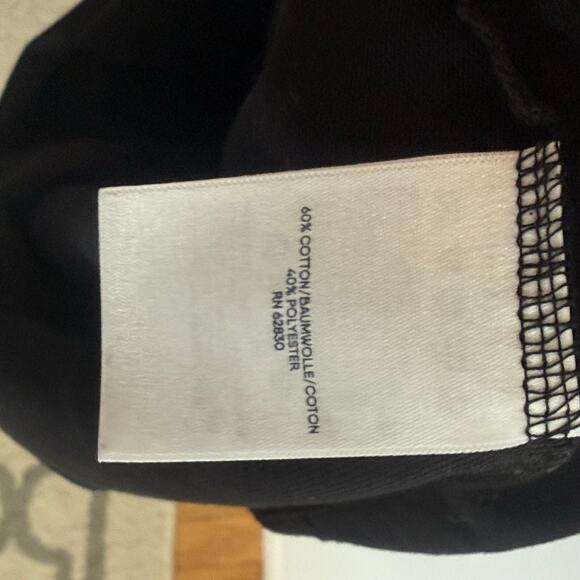 60% COTTON/BAUMWOLLE/COTON
40% POLYESTER
RN 62830